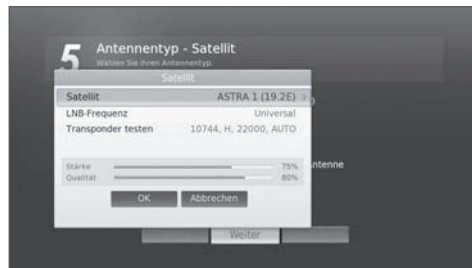 5 Antennentyp - Satellit
Wählen Sie Ihren Antennentyp.
Satellit
Satellit ASTRA 1 (19.2E)
LNB-Frequenz Universal
Transponder testen 10744, H, 22000, AUTO
Stärke 75%
Qualität 80%
ntenne
OK Abbrechen
Weiter